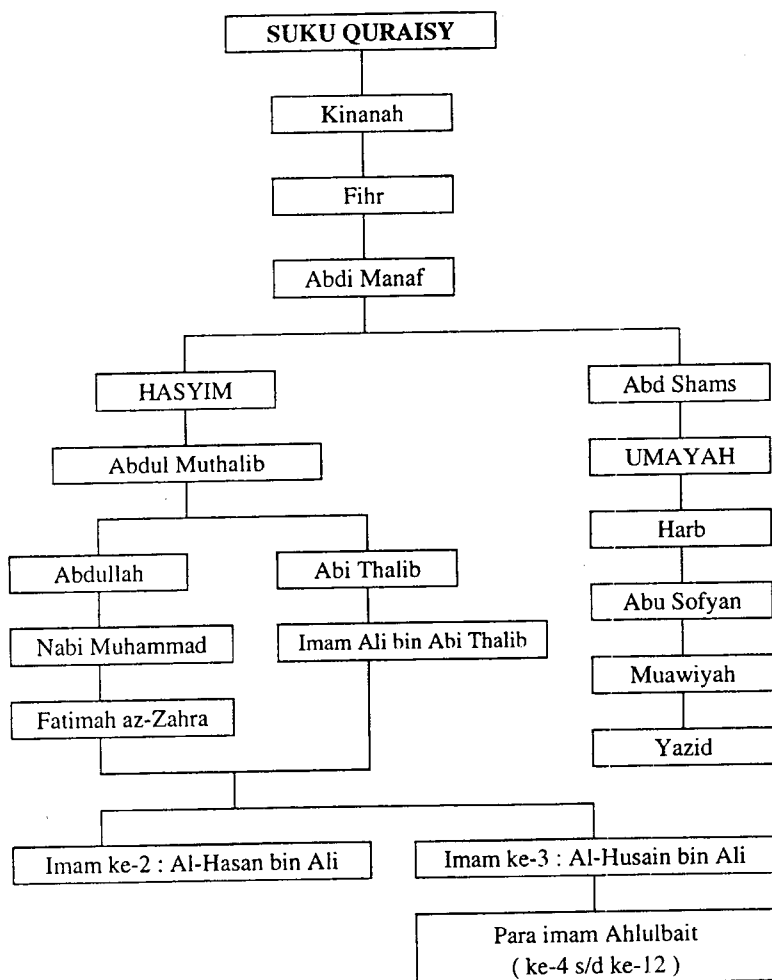 SUKU QURAISY
Kinanah
Fihr
Abdi Manaf
HASYIM
Abd Shams
Abdul Muthalib
UMAYAH
Harb
Abdullah
Abi Thalib
Abu Sofyan
Nabi Muhammad
Imam Ali bin Abi Thalib
Muawiyah
Fatimah az-Zahra
Yazid
Imam ke-2 : Al-Hasan bin Ali
Imam ke-3 : Al-Husain bin Ali
Para imam Ahlulbait
( ke-4 s/d ke-12 )